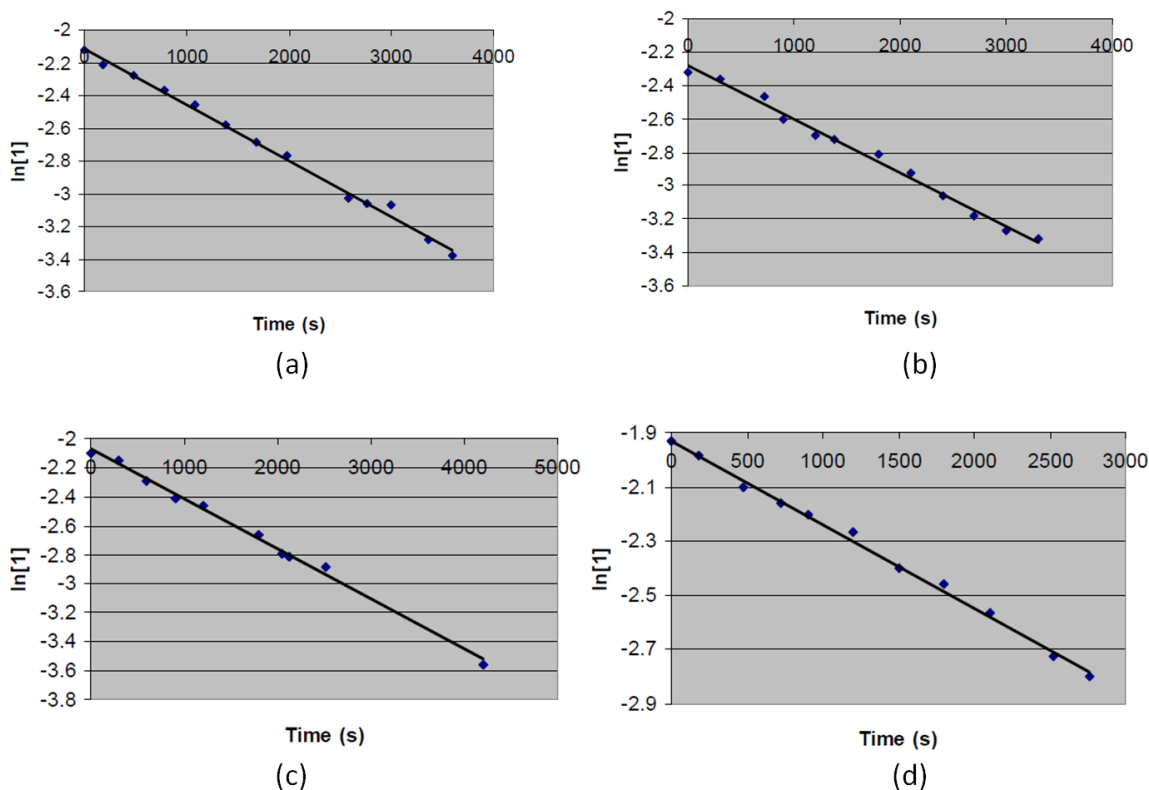 -2
0 1000 2000 3000 4000
-2.2
-2.4
-2.6
-2.8
-3
-3.2
-3.4
-3.6
ln[1]
Time (s)
(a)
-2
0 1000 2000 3000 4000
-2.2
-2.4
-2.6
-2.8
-3
-3.2
-3.4
-3.6
ln[1]
Time (s)
(b)
-2
0 1000 2000 3000 4000 5000
-2.2
-2.4
-2.6
-2.8
-3
-3.2
-3.4
-3.6
-3.8
ln[1]
Time (s)
(c)
-1.9
0 500 1000 1500 2000 2500 3000
-2.1
-2.3
-2.5
-2.7
-2.9
ln[1]
Time (s)
(d)